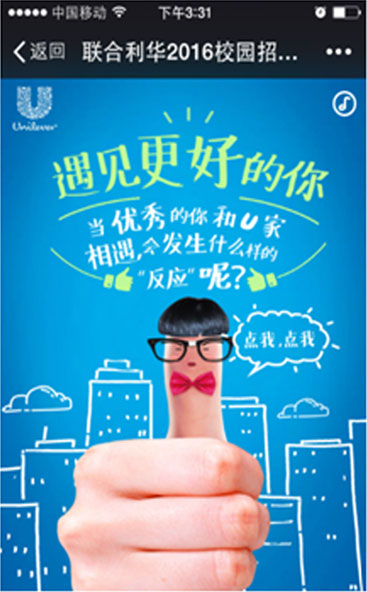 中国移动 下午3:31
返回 联合利华2016校园招...
Unilever
遇见更好的你
当优秀的你和U家
相遇,会发生什么样的
“反应”呢?
点我,点我